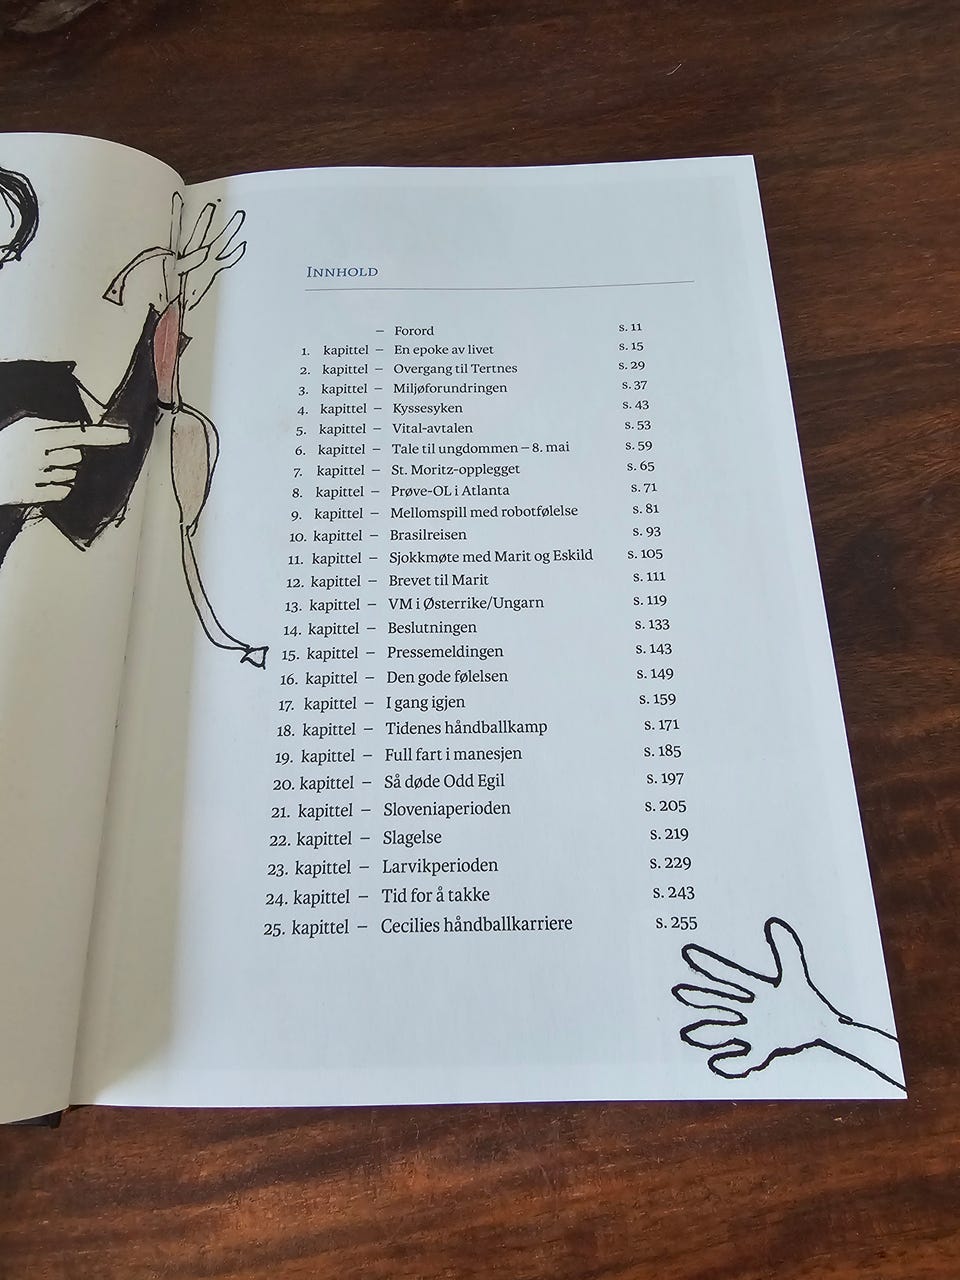 Innhold
– Forord s. 11
1. kapittel – En epoke av livet s. 15
2. kapittel – Overgang til Tertnes s. 29
3. kapittel – Miljøforundringen s. 37
4. kapittel – Kyssesyken s. 43
5. kapittel – Vital-avtalen s. 53
6. kapittel – Tale til ungdommen – 8. mai s. 59
7. kapittel – St. Moritz-opplegget s. 65
8. kapittel – Prøve-OL i Atlanta s. 71
9. kapittel – Mellomspill med robotfølelse s. 81
10. kapittel – Brasilreisen s. 93
11. kapittel – Sjokkmøte med Marit og Eskild s. 105
12. kapittel – Brevet til Marit s. 111
13. kapittel – VM i Østerrike/Ungarn s. 119
14. kapittel – Beslutningen s. 133
15. kapittel – Pressemeldingen s. 143
16. kapittel – Den gode følelsen s. 149
17. kapittel – I gang igjen s. 159
18. kapittel – Tidenes håndballkamp s. 171
19. kapittel – Full fart i manesjen s. 185
20. kapittel – Så døde Odd Egil s. 197
21. kapittel – Sloveniaperioden s. 205
22. kapittel – Slagelse s. 219
23. kapittel – Larvikperioden s. 229
24. kapittel – Tid for å takke s. 243
25. kapittel – Cecilies håndballkarriere s. 255